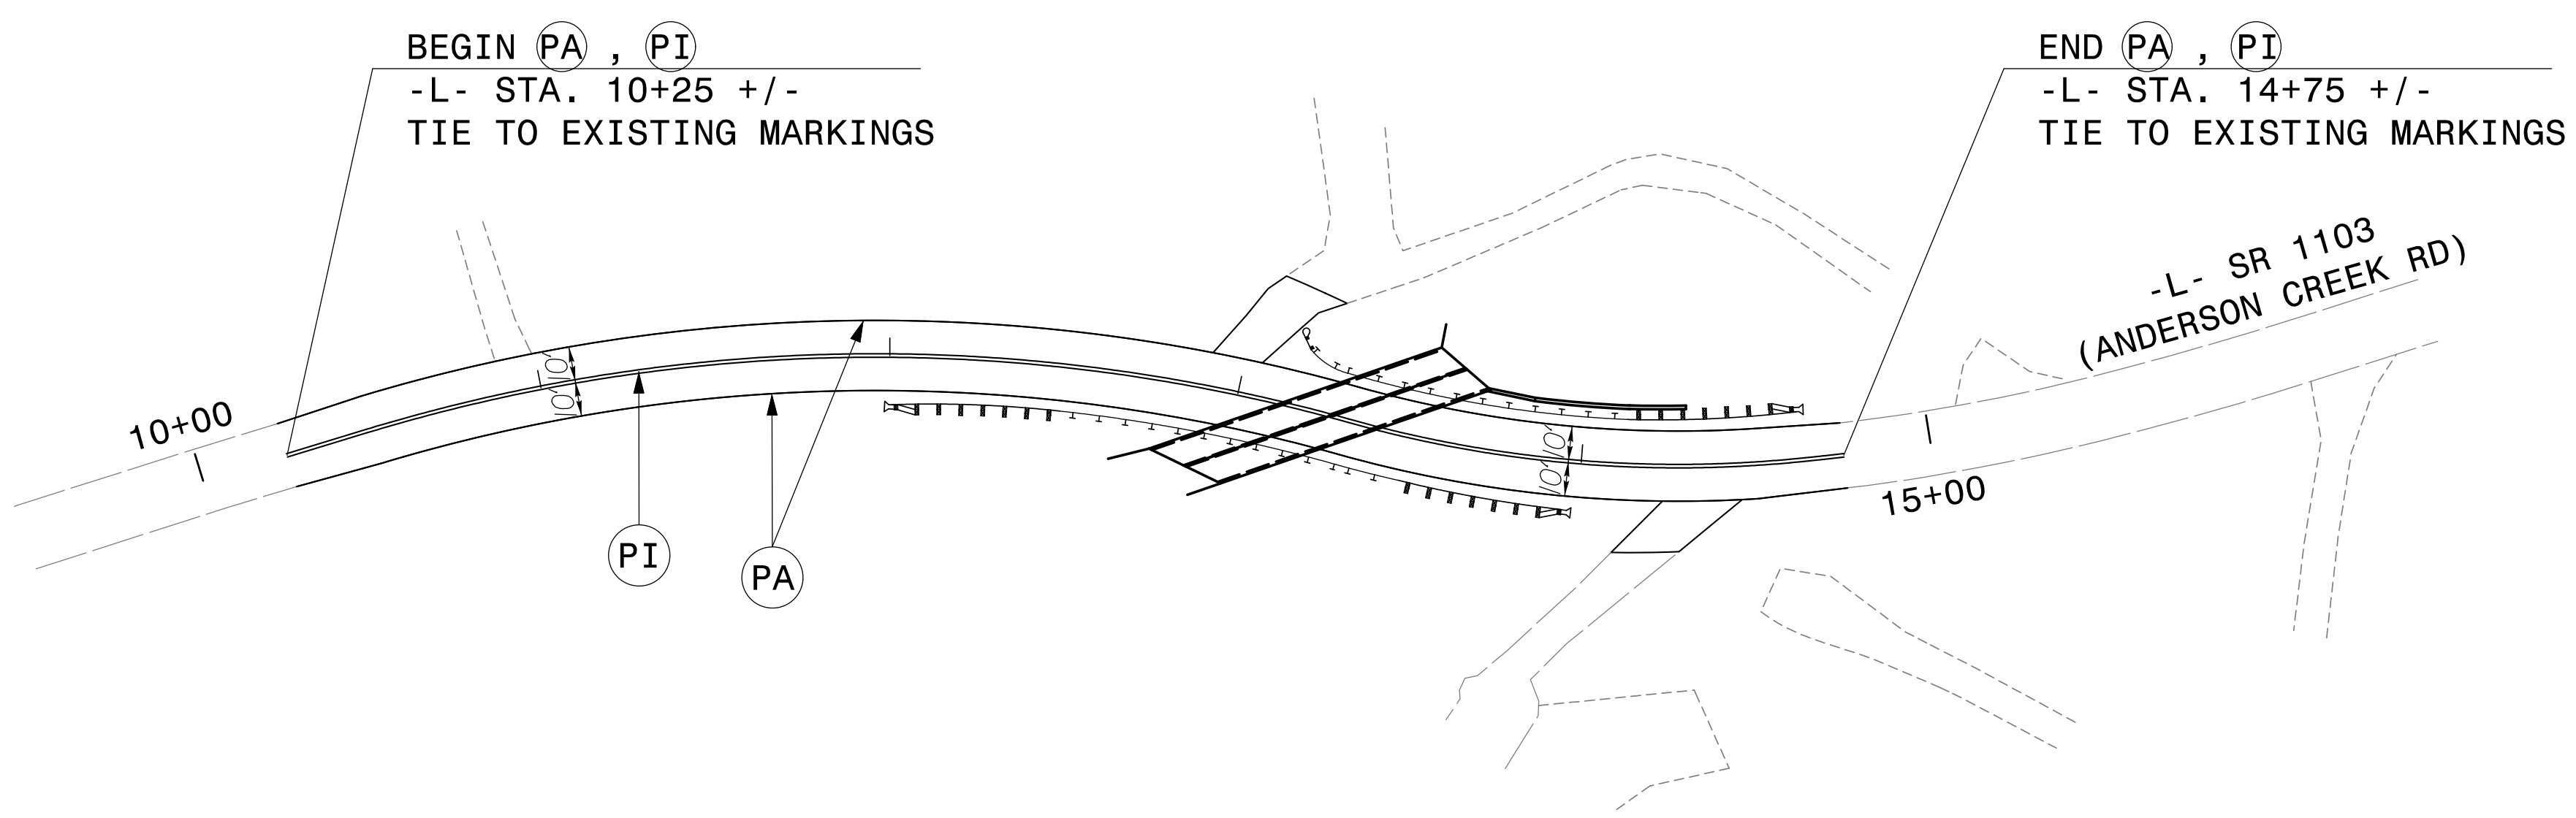 BEGIN PA , PI
-L- STA. 10+25 +/-
TIE TO EXISTING MARKINGS
END PA , PI
-L- STA. 14+75 +/-
TIE TO EXISTING MARKINGS
-L- SR 1103
(ANDERSON CREEK RD)
10+00
10'
10'
10'
10'
15+00
PI
PA